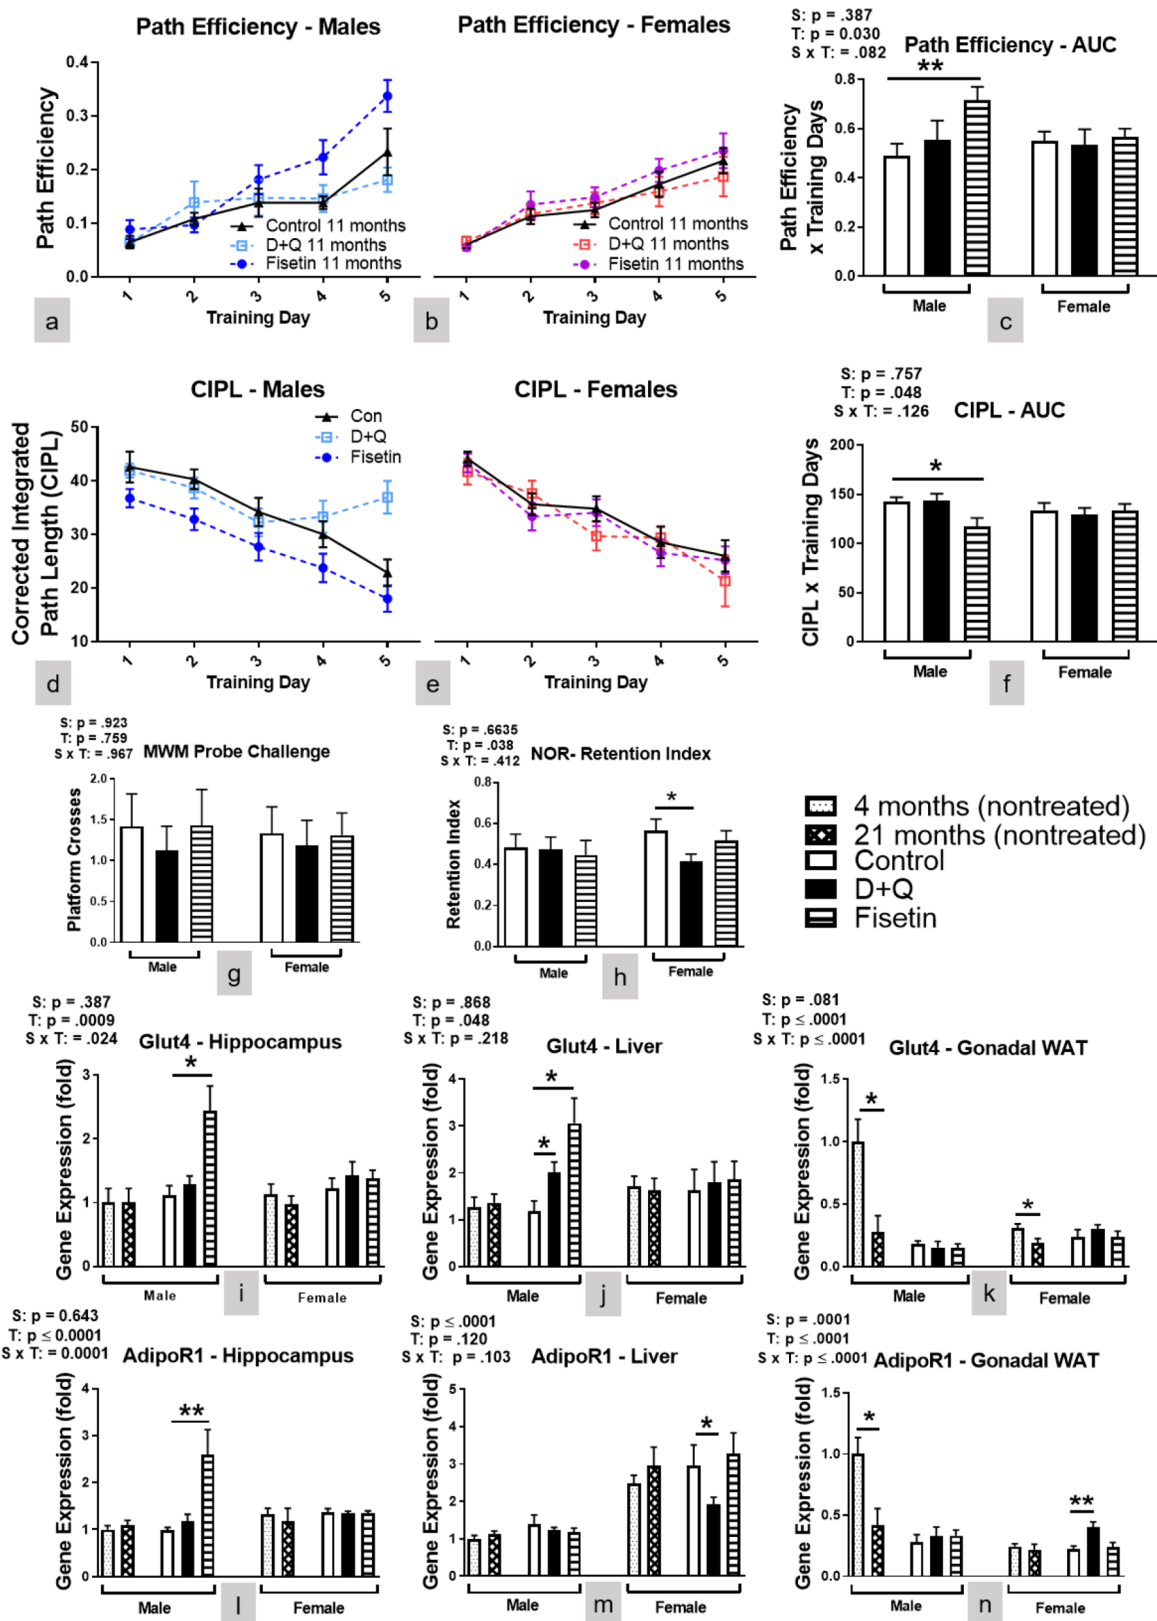 Path Efficiency - Males
Path Efficiency
0.4
0.3
0.2
0.1
0.0
Control 11 months
D+Q 11 months
Fisetin 11 months
1
2
3
4
5
Training Day
a
Path Efficiency - Females
Control 11 months
D+Q 11 months
Fisetin 11 months
1
2
3
4
5
Training Day
b
S: p = .387
T: p = 0.030
S x T: = .082
Path Efficiency - AUC
**
Path Efficiency
x Training Days
0.8
0.6
0.4
0.2
0.0
Male
Female
c
CIPL - Males
Con
D+Q
Fisetin
Corrected Integrated
Path Length (CIPL)
50
40
30
20
10
1
2
3
4
5
Training Day
d
CIPL - Females
1
2
3
4
5
Training Day
e
S: p = .757
T: p = .048
S x T: = .126
CIPL - AUC
*
CIPL x Training Days
200
150
100
50
0
Male
Female
f
S: p = .923
T: p = .759
S x T: = .967
MWM Probe Challenge
Platform Crosses
2.0
1.5
1.0
0.5
0.0
Male
Female
g
S: p = .6635
T: p = .038
S x T: = .412
NOR- Retention Index
*
Retention Index
0.8
0.6
0.4
0.2
0.0
Male
Female
h
4 months (nontreated)
21 months (nontreated)
Control
D+Q
Fisetin
S: p = .387
T: p = .0009
S x T: = .024
Glut4 - Hippocampus
*
Gene Expression (fold)
3
2
1
0
Male
Female
i
S: p = .868
T: p = .048
S x T: p = .218
Glut4 - Liver
*
*
Gene Expression (fold)
4
3
2
1
0
Male
Female
j
S: p = .081
T: p ≤ .0001
S x T: p ≤ .0001
Glut4 - Gonadal WAT
*
*
Gene Expression (fold)
1.5
1.0
0.5
0.0
Male
Female
k
S: p = 0.643
T: p ≤ 0.0001
S x T: = 0.0001
AdipoR1 - Hippocampus
**
Gene Expression (fold)
4
3
2
1
0
Male
Female
l
S: p ≤ .0001
T: p = .120
S x T: p = .103
AdipoR1 - Liver
*
Gene Expression (fold)
5
4
3
2
1
0
Male
Female
m
S: p = .0001
T: p ≤ .0001
S x T: p ≤ .0001
AdipoR1 - Gonadal WAT
*
**
Gene Expression (fold)
1.5
1.0
0.5
0.0
Male
Female
n